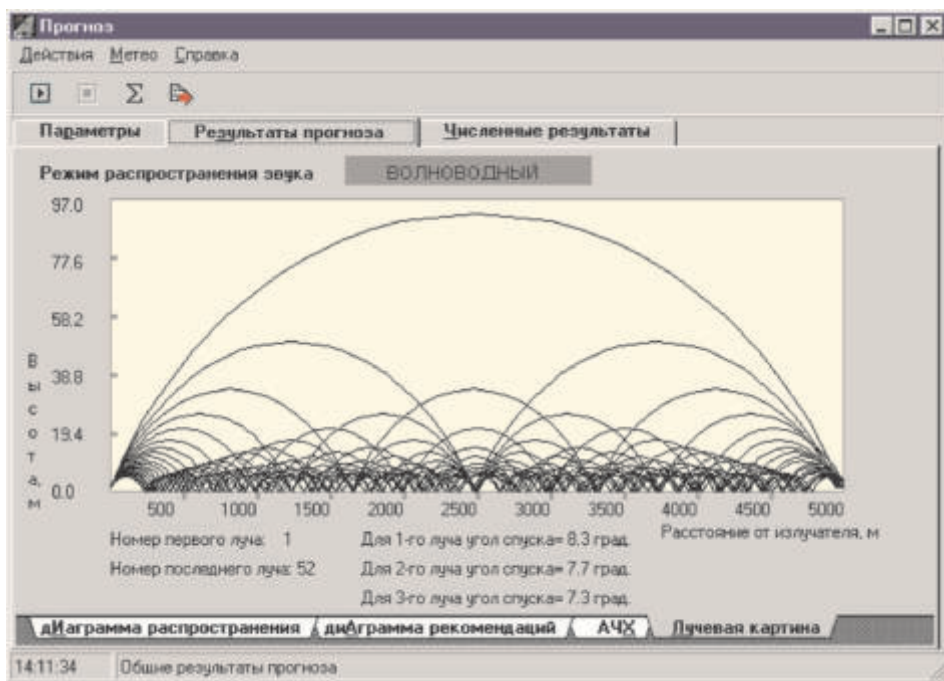 Прогноз
Действия Метео Справка
Параметры Результаты прогноза Численные результаты
Режим распространения звука ВОЛНОВОДНЫЙ
97.0
77.6
58.2
38.8
19.4
0.0
Высота, м
500 1000 1500 2000 2500 3000 3500 4000 4500 5000
Расстояние от излучателя, м
Номер первого луча: 1
Для 1-го луча угол спуска= 8.3 град.
Номер последнего луча: 52
Для 2-го луча угол спуска= 7.7 град.
Для 3-го луча угол спуска= 7.3 град.
дИаграмма распространения диАграмма рекомендаций АЧХ Лучевая картина
14:11:34 Общие результаты прогноза